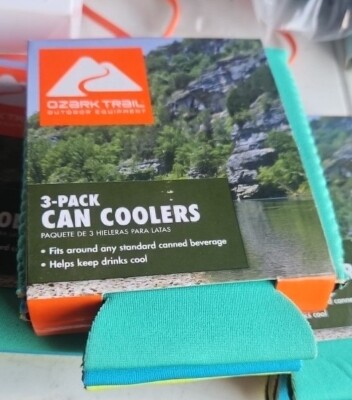 OZARK TRAIL
OUTDOOR EQUIPMENT
3-PACK
CAN COOLERS
PAQUETE DE 3 HIELERAS PARA LATAS
• Fits around any standard canned beverage
• Helps keep drinks cool